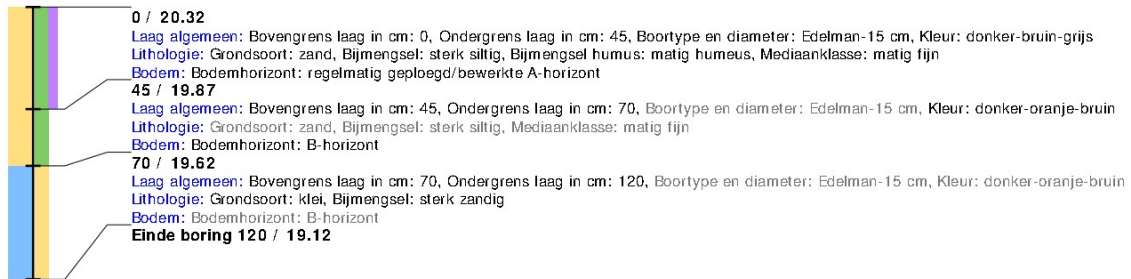 0 / 20.32
Laag algemeen: Bovengrens laag in cm: 0, Ondergrens laag in cm: 45, Boortype en diameter: Edelman-15 cm, Kleur: donker-bruin-grijs
Lithologie: Grondsoort: zand, Bijmengsel: sterk siltig, Bijmengsel humus: matig humeus, Mediaanklasse: matig fijn
Bodem: Bodemhorizont: regelmatig geploegd/bewerkte A-horizont
45 / 19.87
Laag algemeen: Bovengrens laag in cm: 45, Ondergrens laag in cm: 70, Boortype en diameter: Edelman-15 cm, Kleur: donker-oranje-bruin
Lithologie: Grondsoort: zand, Bijmengsel: sterk siltig, Mediaanklasse: matig fijn
Bodem: Bodemhorizont: B-horizont
70 / 19.62
Laag algemeen: Bovengrens laag in cm: 70, Ondergrens laag in cm: 120, Boortype en diameter: Edelman-15 cm, Kleur: donker-oranje-bruin
Lithologie: Grondsoort: klei, Bijmengsel: sterk zandig
Bodem: Bodemhorizont: B-horizont
Einde boring 120 / 19.12